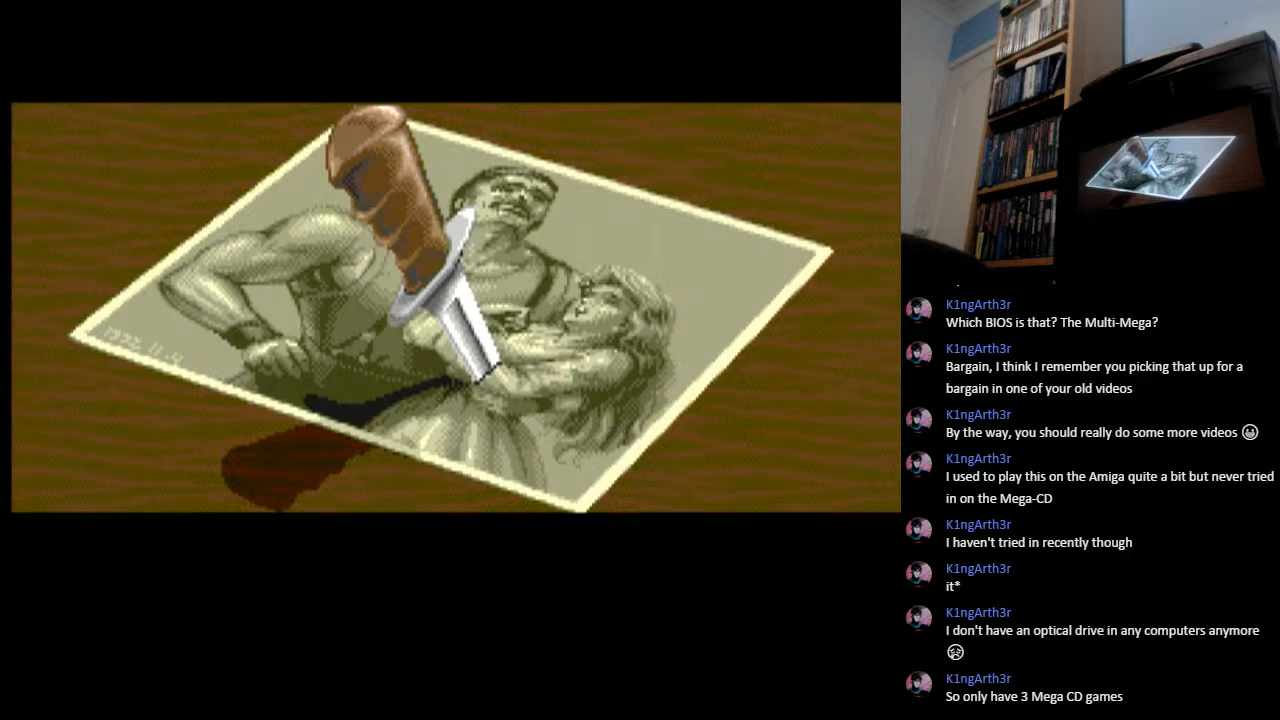 K1ngArth3r
Which BIOS is that? The Multi-Mega?
K1ngArth3r
Bargain, I think I remember you picking that up for a
bargain in one of your old videos
K1ngArth3r
By the way, you should really do some more videos 😀
K1ngArth3r
I used to play this on the Amiga quite a bit but never tried
in on the Mega-CD
K1ngArth3r
I haven't tried in recently though
K1ngArth3r
it*
K1ngArth3r
I don't have an optical drive in any computers anymore
😭
K1ngArth3r
So only have 3 Mega CD games